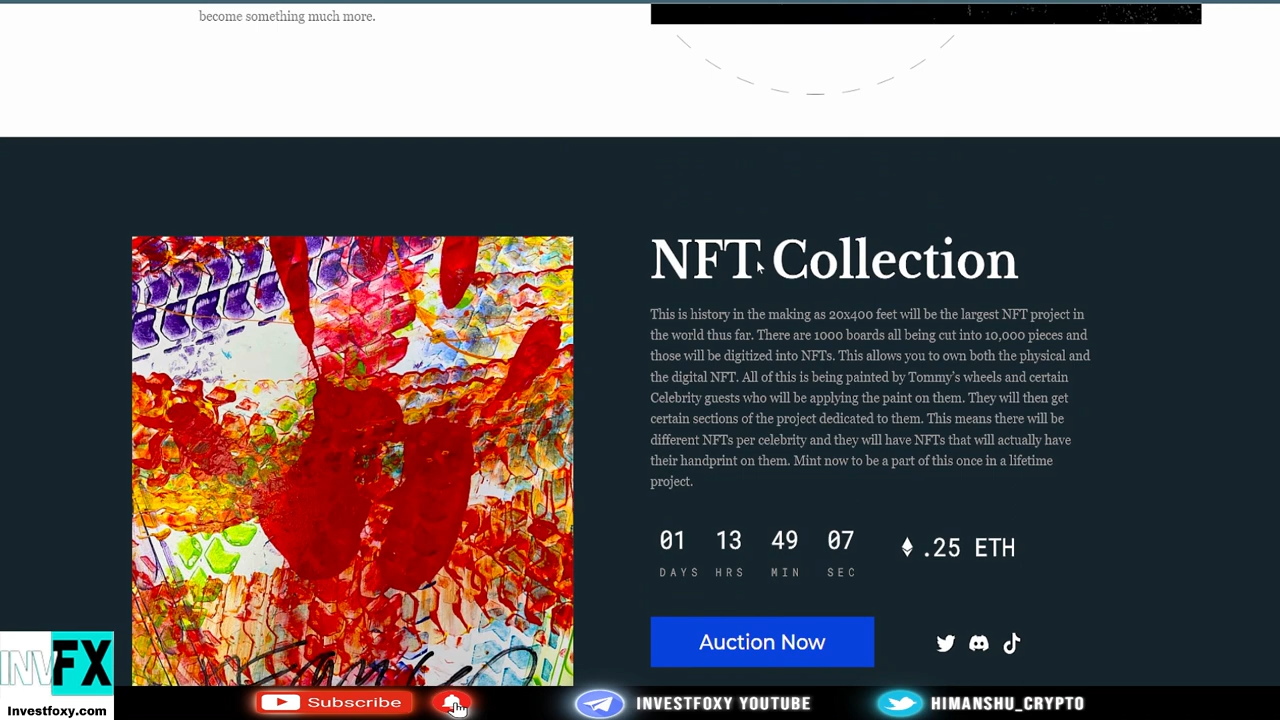 become something much more.
NFT Collection
This is history in the making as 20x400 feet will be the largest NFT project in
the world thus far. There are 1000 boards all being cut into 10,000 pieces and
those will be digitized into NFTs. This allows you to own both the physical and
the digital NFT. All of this is being painted by Tommy's wheels and certain
Celebrity guests who will be applying the paint on them. They will then get
certain sections of the project dedicated to them. This means there will be
different NFTs per celebrity and they will have NFTs that will actually have
their handprint on them. Mint now to be a part of this once in a lifetime
project.
01 13 49 07
DAYS HRS MIN SEC
.25 ETH
Auction Now
INVFX
Investfoxy.com
Subscribe
INVESTFOXY YOUTUBE
HIMANSHU_CRYPTO